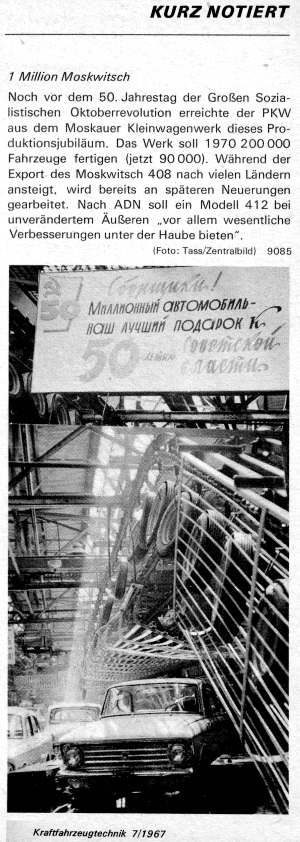 KURZ NOTIERT
1 Million Moskwitsch
Noch vor dem 50. Jahrestag der Großen Sozia-
listischen Oktoberrevolution erreichte der PKW
aus dem Moskauer Kleinwagenwerk dieses Pro-
duktionsjubiläum. Das Werk soll 1970 200 000
Fahrzeuge fertigen (jetzt 90 000). Während der
Export des Moskwitsch 408 nach vielen Ländern
ansteigt, wird bereits an späteren Neuerungen
gearbeitet. Nach ADN soll ein Modell 412 bei
unverändertem Äußeren „vor allem wesentliche
Verbesserungen unter der Haube bieten“.
(Foto: Tass/Zentralbild) 9085
50
Сборщики!
Миллионный автомобиль-
наш лучший подарок к
50-летию Советской
власти
Kraftfahrzeugtechnik 7/1967